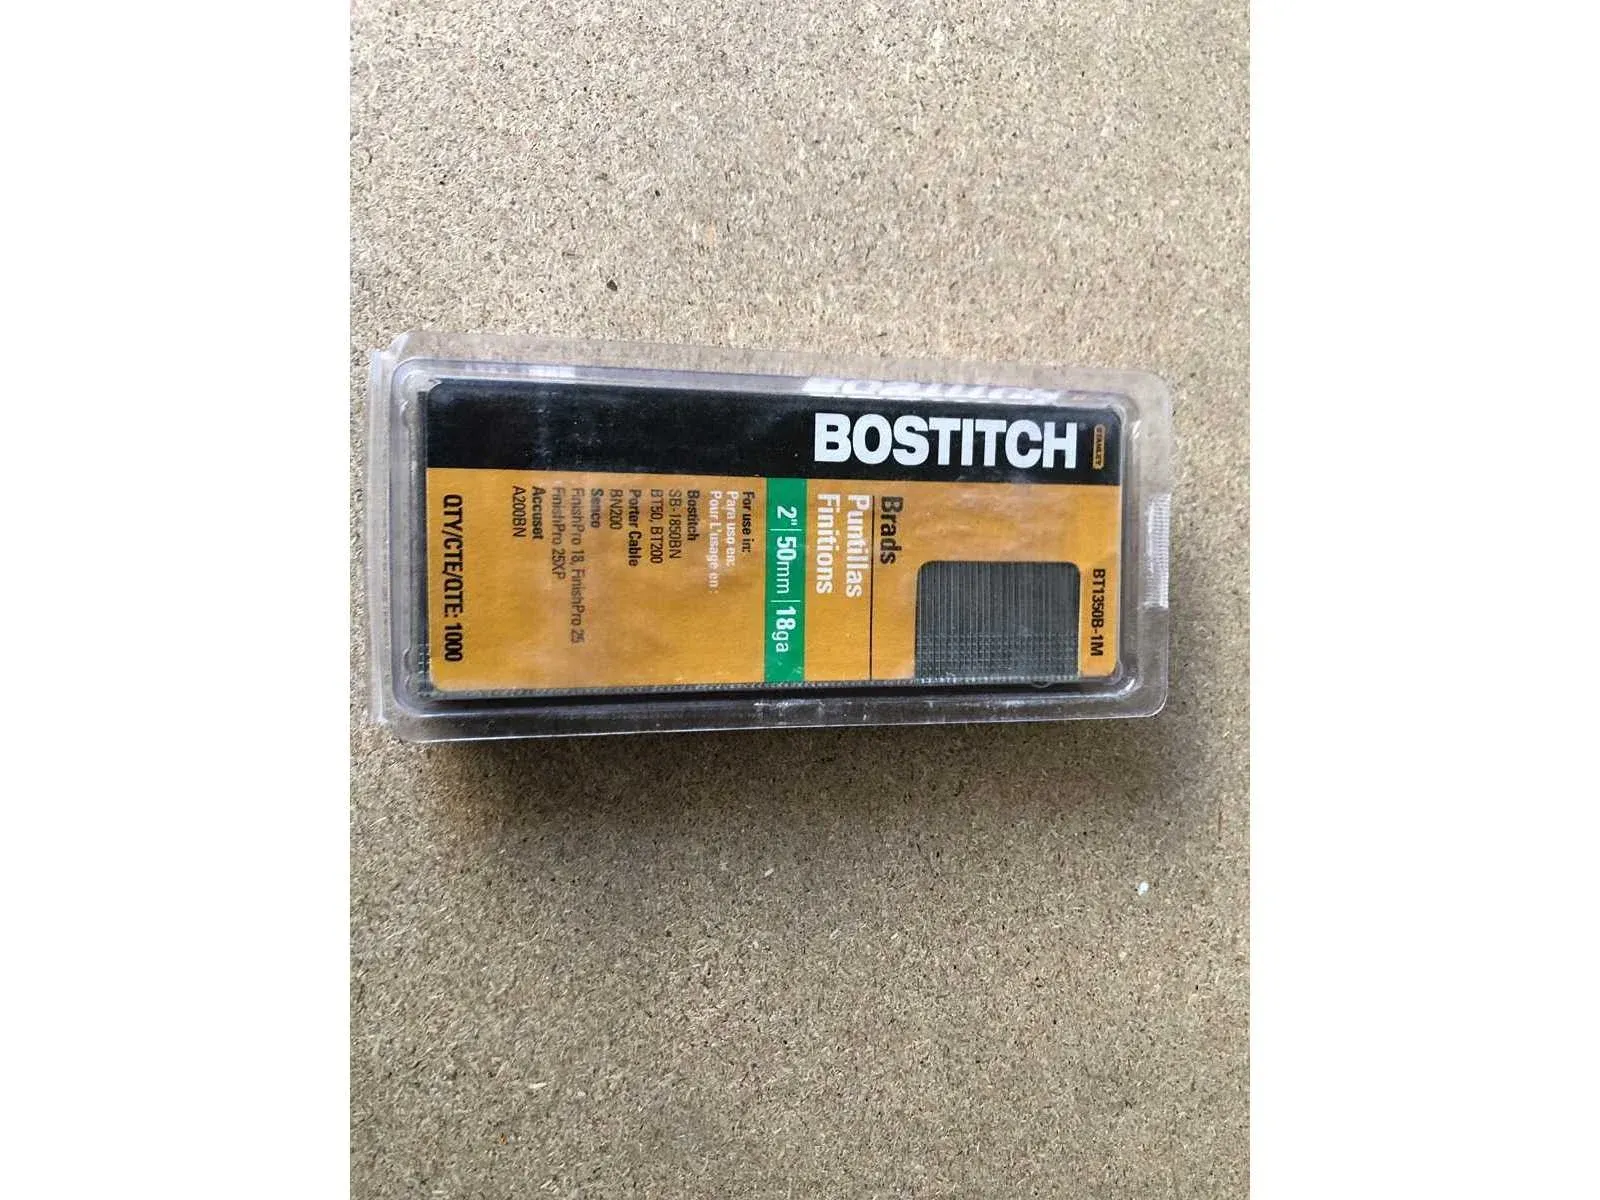 BOSTITCH
STANLEY
BT1350B-1M
Brads
Puntillas
Finitions
2" 50mm 18ga
For use in:
Para uso en:
Pour L'usage en :
Bostitch
SB-1850BN
BT50, BT200
Porter Cable
BN200
Senco
FinishPro 18, FinishPro 25
FinishPro 25XP
Accuset
A200BN
QTY/CTE/QTE: 1000